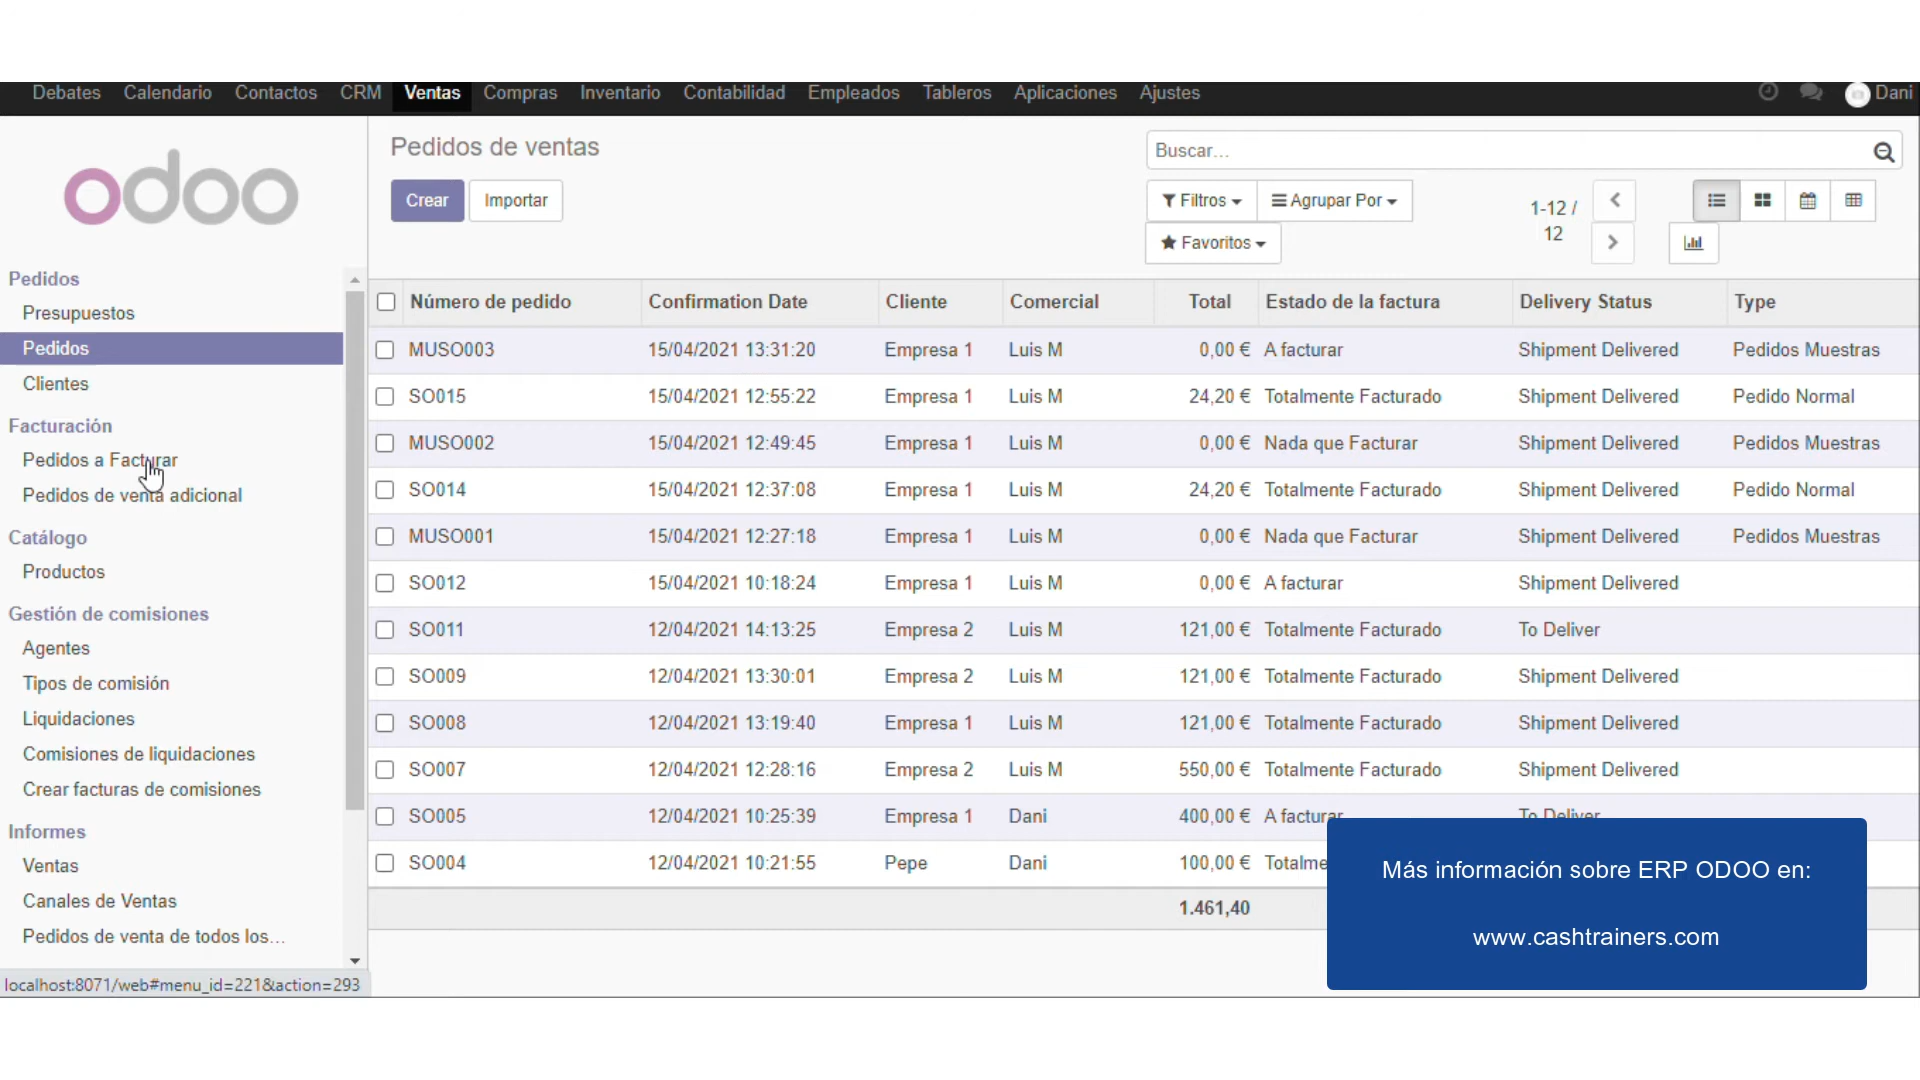 Debates Calendario Contactos CRM Ventas Compras Inventario Contabilidad Empleados Tableros Aplicaciones Ajustes Dani
odoo
Pedidos de ventas
Buscar...
Crear Importar
Filtros Agrupar Por
Favoritos
1-12 /
12
Pedidos
Presupuestos
Pedidos
Clientes
Facturación
Pedidos a Facturar
Pedidos de venta adicional
Catálogo
Productos
Gestión de comisiones
Agentes
Tipos de comisión
Liquidaciones
Comisiones de liquidaciones
Crear facturas de comisiones
Informes
Ventas
Canales de Ventas
Pedidos de venta de todos los...
localhost:8071/web#menu_id=221&action=293
Número de pedido Confirmation Date Cliente Comercial Total Estado de la factura Delivery Status Type
MUSO003 15/04/2021 13:31:20 Empresa 1 Luis M 0,00 € A facturar Shipment Delivered Pedidos Muestras
SO015 15/04/2021 12:55:22 Empresa 1 Luis M 24,20 € Totalmente Facturado Shipment Delivered Pedido Normal
MUSO002 15/04/2021 12:49:45 Empresa 1 Luis M 0,00 € Nada que Facturar Shipment Delivered Pedidos Muestras
SO014 15/04/2021 12:37:08 Empresa 1 Luis M 24,20 € Totalmente Facturado Shipment Delivered Pedido Normal
MUSO001 15/04/2021 12:27:18 Empresa 1 Luis M 0,00 € Nada que Facturar Shipment Delivered Pedidos Muestras
SO012 15/04/2021 10:18:24 Empresa 1 Luis M 0,00 € A facturar Shipment Delivered
SO011 12/04/2021 14:13:25 Empresa 2 Luis M 121,00 € Totalmente Facturado To Deliver
SO009 12/04/2021 13:30:01 Empresa 2 Luis M 121,00 € Totalmente Facturado Shipment Delivered
SO008 12/04/2021 13:19:40 Empresa 1 Luis M 121,00 € Totalmente Facturado Shipment Delivered
SO007 12/04/2021 12:28:16 Empresa 2 Luis M 550,00 € Totalmente Facturado Shipment Delivered
SO005 12/04/2021 10:25:39 Empresa 1 Dani 400,00 € A facturar To Deliver
SO004 12/04/2021 10:21:55 Pepe Dani 100,00 € Totalme
1.461,40
Más información sobre ERP ODOO en:
www.cashtrainers.com